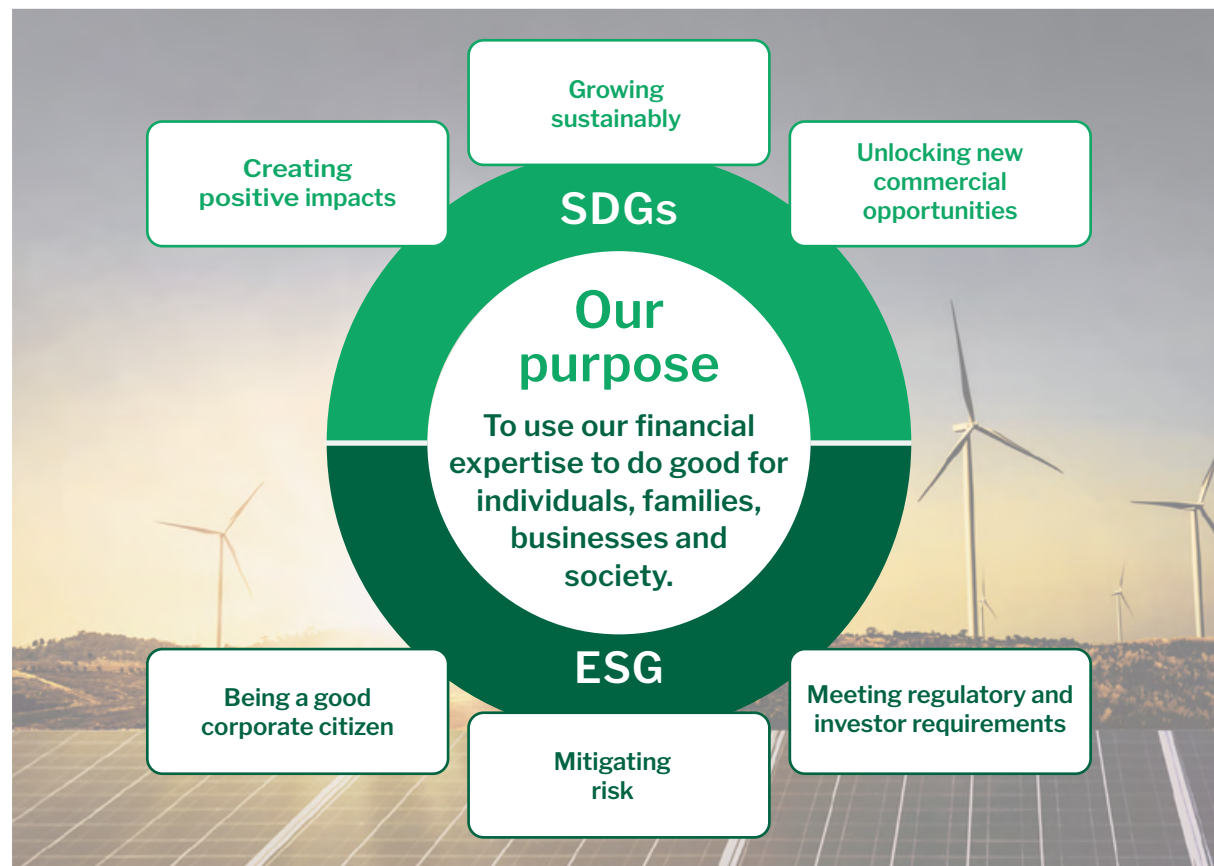 Growing
sustainably
Creating
positive impacts
Unlocking new
commercial
opportunities
SDGs
Our
purpose
To use our financial
expertise to do good for
individuals, families,
businesses and
society.
ESG
Being a good
corporate citizen
Mitigating
risk
Meeting regulatory and
investor requirements